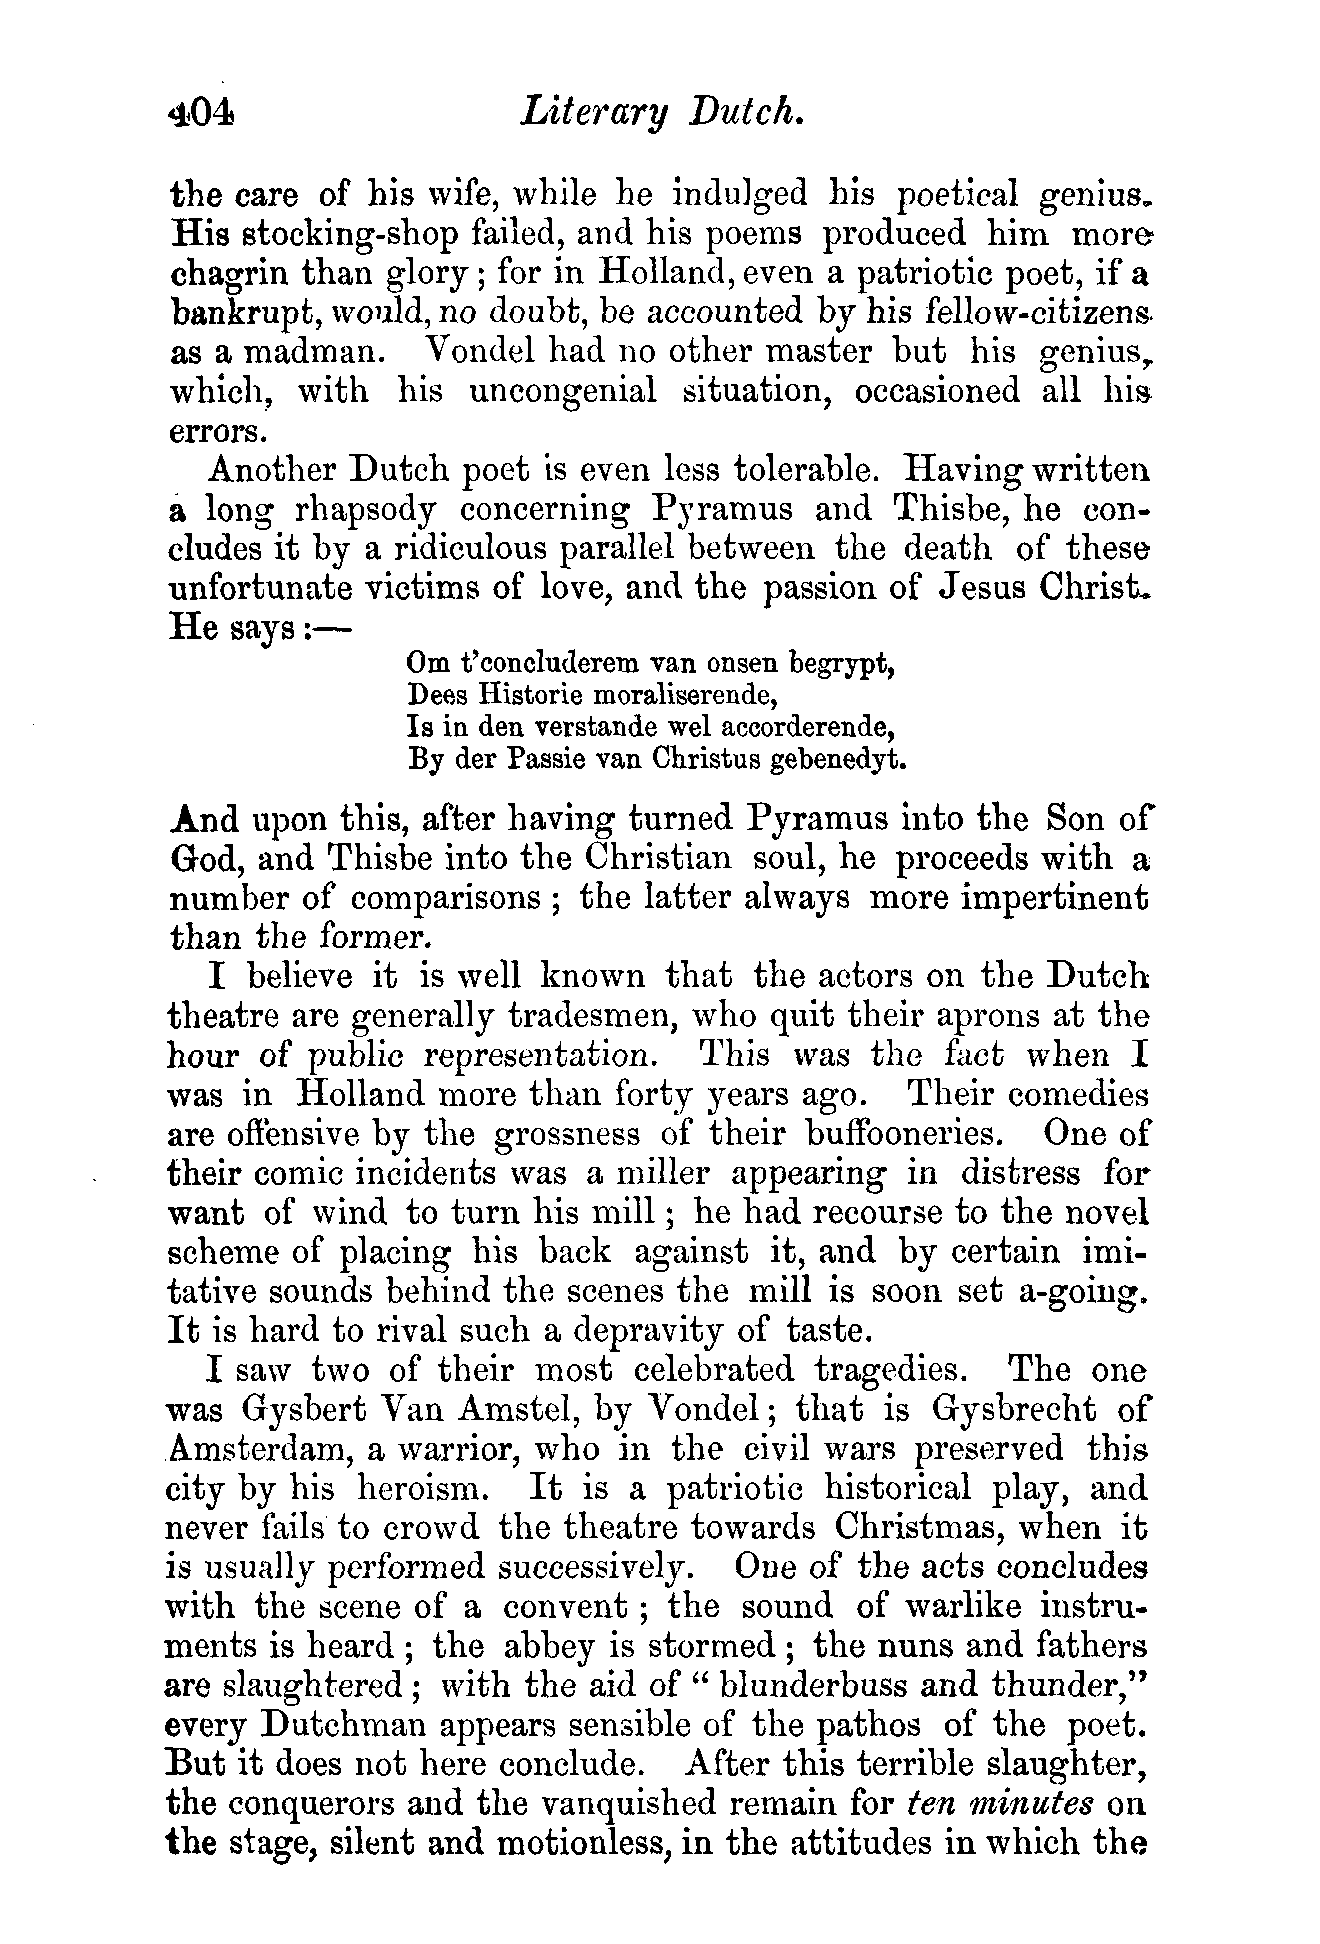 404 Literary Dutch.
the care of his wife, while he indulged his poetical genius.
His stocking-shop failed, and his poems produced him more
chagrin than glory; for in Holland, even a patriotic poet, if a
bankrupt, would, no doubt, be accounted by his fellow-citizens
as a madman. Vondel had no other master but his genius,
which, with his uncongenial situation, occasioned all his
errors.
Another Dutch poet is even less tolerable. Having written
a long rhapsody concerning Pyramus and Thisbe, he con-
cludes it by a ridiculous parallel between the death of these
unfortunate victims of love, and the passion of Jesus Christ.
He says:—
Om t'concluderem van onsen begrypt,
Dees Historie moraliserende,
Is in den verstande wel accorderende,
By der Passie van Christus gebenedyt.
And upon this, after having turned Pyramus into the Son of
God, and Thisbe into the Christian soul, he proceeds with a
number of comparisons; the latter always more impertinent
than the former.
I believe it is well known that the actors on the Dutch
theatre are generally tradesmen, who quit their aprons at the
hour of public representation. This was the fact when I
was in Holland more than forty years ago. Their comedies
are offensive by the grossness of their buffooneries. One of
their comic incidents was a miller appearing in distress for
want of wind to turn his mill; he had recourse to the novel
scheme of placing his back against it, and by certain imi-
tative sounds behind the scenes the mill is soon set a-going.
It is hard to rival such a depravity of taste.
I saw two of their most celebrated tragedies. The one
was Gysbert Van Amstel, by Vondel; that is Gysbrecht of
Amsterdam, a warrior, who in the civil wars preserved this
city by his heroism. It is a patriotic historical play, and
never fails to crowd the theatre towards Christmas, when it
is usually performed successively. One of the acts concludes
with the scene of a convent; the sound of warlike instru-
ments is heard; the abbey is stormed; the nuns and fathers
are slaughtered; with the aid of "blunderbuss and thunder,"
every Dutchman appears sensible of the pathos of the poet.
But it does not here conclude. After this terrible slaughter,
the conquerors and the vanquished remain for ten minutes on
the stage, silent and motionless, in the attitudes in which the